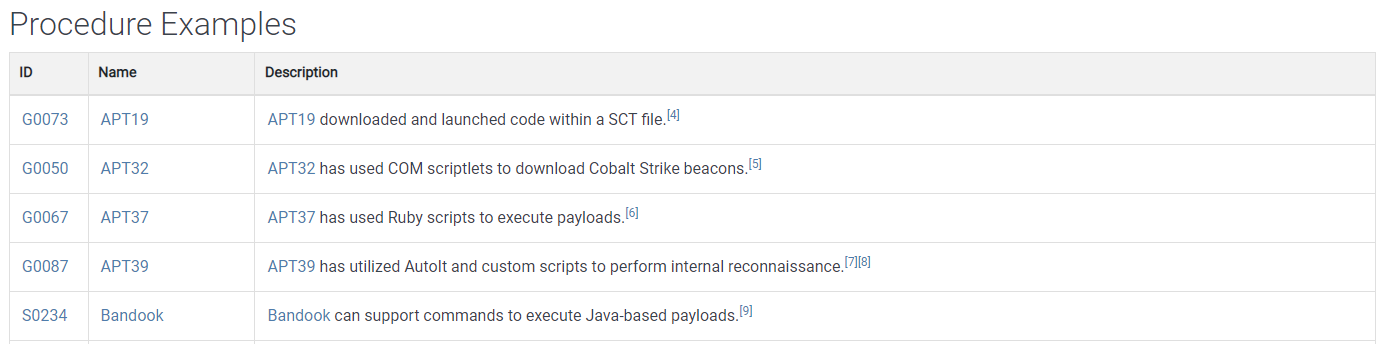 Procedure Examples
ID Name Description
G0073 APT19 APT19 downloaded and launched code within a SCT file.[4]
G0050 APT32 APT32 has used COM scriptlets to download Cobalt Strike beacons.[5]
G0067 APT37 APT37 has used Ruby scripts to execute payloads.[6]
G0087 APT39 APT39 has utilized AutoIt and custom scripts to perform internal reconnaissance.[7][8]
S0234 Bandook Bandook can support commands to execute Java-based payloads.[9]